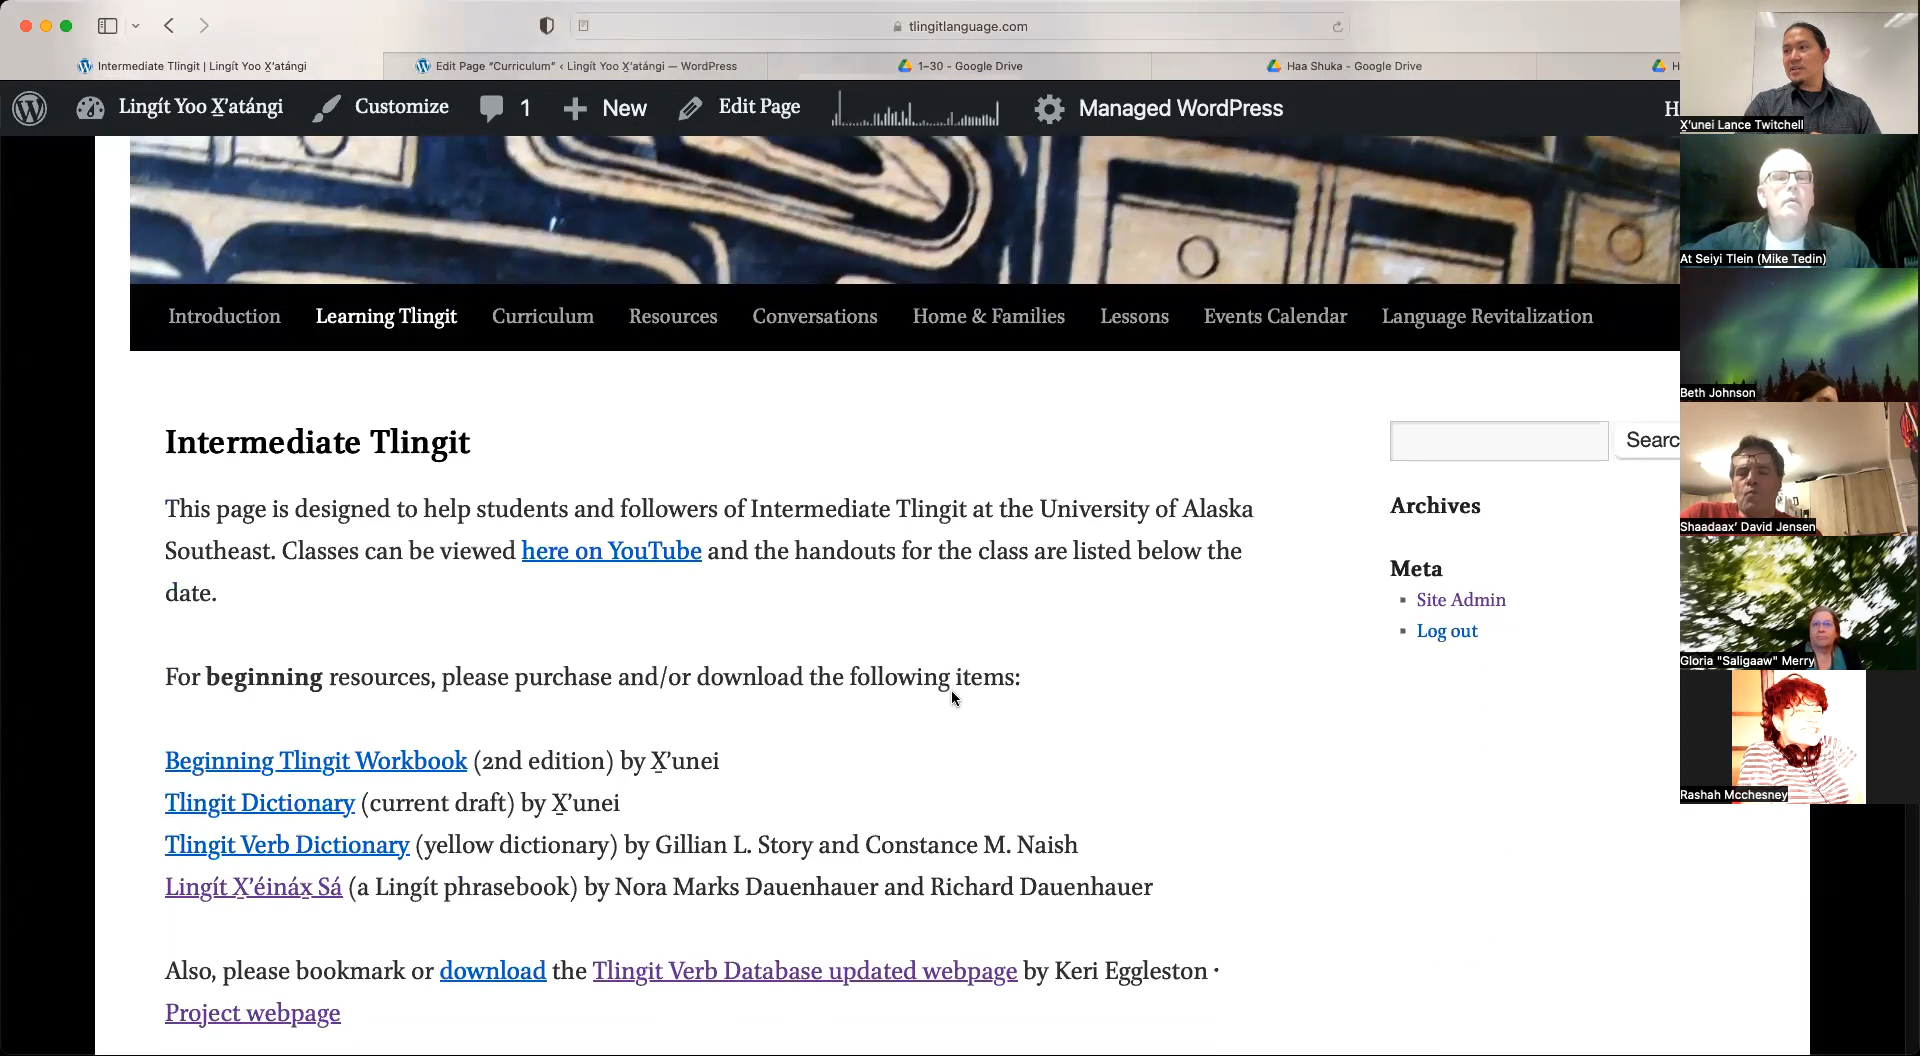 tlingitlanguage.com
Intermediate Tlingit | Lingít Yoo X̱ʼatángi
Edit Page “Curriculum” ‹ Lingít Yoo X̱ʼatángi — WordPress
1–30 - Google Drive
Haa Shuka - Google Drive
Lingít Yoo X̱ʼatángi
Customize
1
New
Edit Page
Managed WordPress
Introduction
Learning Tlingit
Curriculum
Resources
Conversations
Home & Families
Lessons
Events Calendar
Language Revitalization
Intermediate Tlingit
This page is designed to help students and followers of Intermediate Tlingit at the University of Alaska
Southeast. Classes can be viewed here on YouTube and the handouts for the class are listed below the
date.
For beginning resources, please purchase and/or download the following items:
Beginning Tlingit Workbook (2nd edition) by X̱ʼunei
Tlingit Dictionary (current draft) by X̱ʼunei
Tlingit Verb Dictionary (yellow dictionary) by Gillian L. Story and Constance M. Naish
Lingít X̱ʼéináx̱ Sá (a Lingít phrasebook) by Nora Marks Dauenhauer and Richard Dauenhauer
Also, please bookmark or download the Tlingit Verb Database updated webpage by Keri Eggleston ·
Project webpage
Searc
Archives
Meta
Site Admin
Log out
X̱ʼunei Lance Twitchell
At Seiyi Tlein (Mike Tedin)
Beth Johnson
Shaadaaxʼ David Jensen
Gloria "Saligaaw" Merry
Rashah Mcchesney